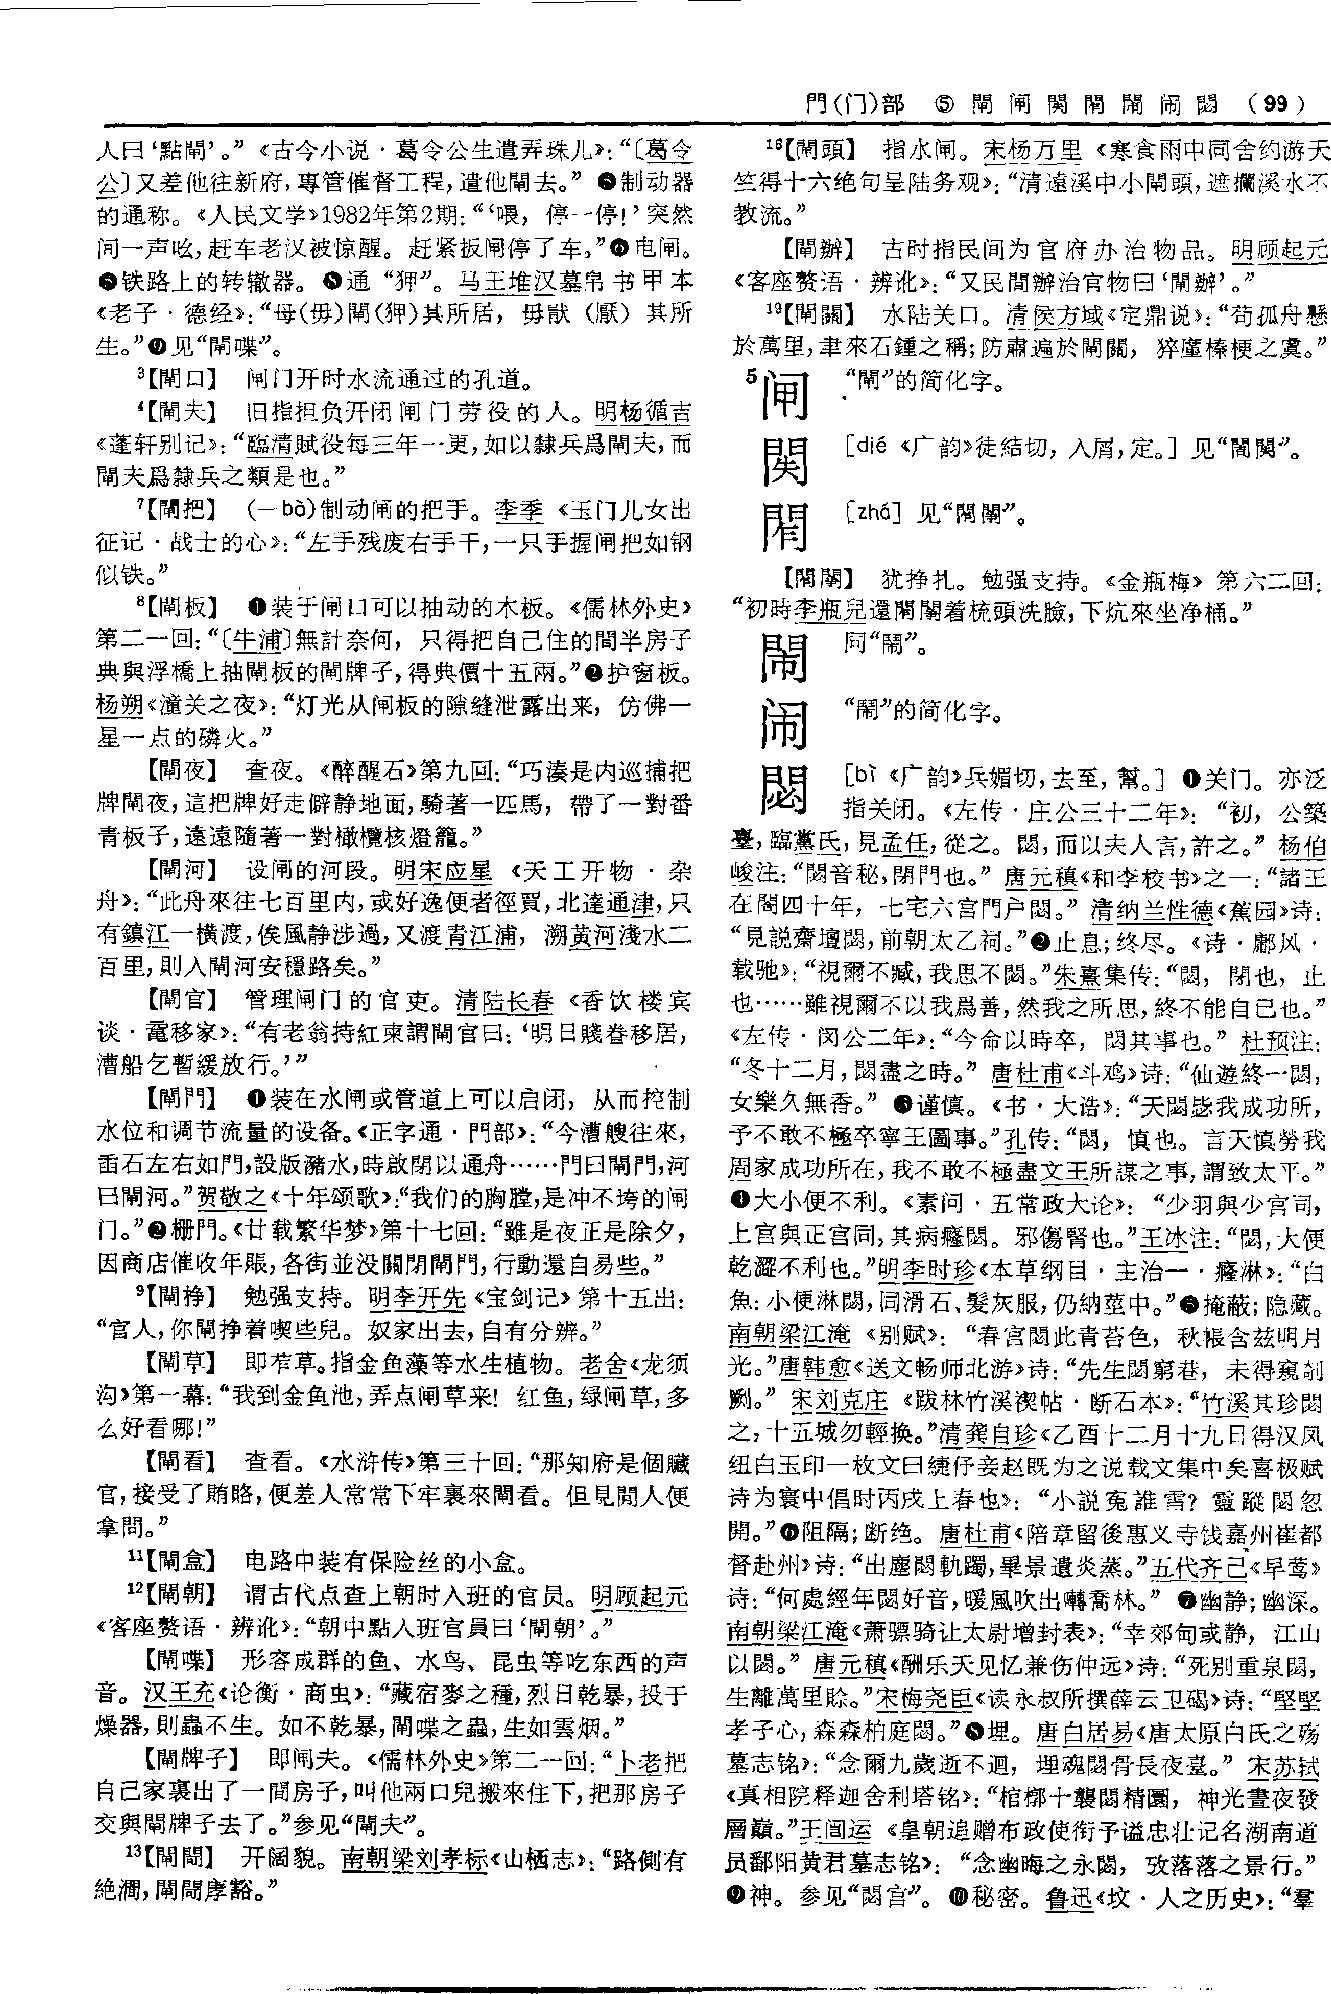 門(门)部 ⑤ 閘 闸 䦅 閘 閙 闹 閟 (99)
人曰‘點閘’。”《古今小说·葛令公生遣弄珠儿》:“〔葛令
公〕又差他往新府,專管催督工程,遣他閘去。” ❺制动器
的通称。《人民文学》1982年第2期:“‘喂, 停一停!’突然
间一声吆,赶车老汉被惊醒。赶紧扳闸停了车。”❻电闸。
❼铁路上的转辙器。❽通“狎”。马王堆汉墓帛书甲本
《老子·德经》:“母(毋)閘(狎)其所居, 毋猒(厭)其所
生。”❾见“閘喋”。
³【閘口】 闸门开时水流通过的孔道。
⁴【閘夫】 旧指担负开闭闸门劳役的人。明杨循吉
《蓬轩别记》:“臨清賦役每三年一更,如以隸兵爲閘夫,而
閘夫爲隸兵之類是也。”
⁷【閘把】 (-bà)制动闸的把手。李季《玉门儿女出
征记·战士的心》:“左手残废右手干,一只手握闸把如钢
似铁。”
⁸【閘板】 ❶装于闸口可以抽动的木板。《儒林外史》
第二一回:“〔牛浦〕無計奈何, 只得把自己住的間半房子
典與浮橋上抽閘板的閘牌子,得典價十五兩。”❷护窗板。
杨朔《潼关之夜》:“灯光从闸板的隙缝泄露出来, 仿佛一
星一点的磷火。”
【閘夜】 查夜。《醉醒石》第九回:“巧湊是内巡捕把
牌閘夜,這把牌好走僻静地面,騎著一匹馬, 帶了一對番
青板子,遠遠隨著一對橄欖核燈籠。”
【閘河】 设闸的河段。明宋应星《天工开物·杂
舟》:“此舟來往七百里内,或好逸便者徑買,北達通津,只
有鎮江一横渡,俟風静涉過,又渡青江浦, 溯黄河淺水二
百里,則入閘河安穩路矣。”
【閘官】 管理闸门的官吏。清陆长春《香饮楼宾
谈·鼋移家》:“有老翁持紅柬謂閘官曰:‘明日賤眷移居,
漕船乞暫緩放行。’”
【閘門】 ❶装在水闸或管道上可以启闭, 从而控制
水位和调节流量的设备。《正字通·門部》:“今漕艘往來,
臿石左右如門,設版瀦水,時啟閉以通舟……門曰閘門,河
曰閘河。”贺敬之《十年颂歌》:“我们的胸膛,是冲不垮的闸
门。”❷栅門。《廿载繁华梦》第十七回:“雖是夜正是除夕,
因商店催收年賬,各街並没關閉閘門,行動還自易些。”
⁹【閘挣】 勉强支持。明李开先《宝剑记》第十五出:
“官人,你閘挣着喫些兒。奴家出去,自有分辨。”
【閘草】 即苲草。指金鱼藻等水生植物。老舍《龙须
沟》第一幕:“我到金鱼池,弄点闸草来! 红鱼,绿闸草,多
么好看哪!”
【閘看】 查看。《水浒传》第三十回:“那知府是個贜
官,接受了賄賂,便差人常常下牢裏來閘看。但見閒人便
拿問。”
¹¹【閘盒】 电路中装有保险丝的小盒。
¹²【閘朝】 谓古代点查上朝时入班的官员。明顾起元
《客座赘语·辨讹》:“朝中點入班官員曰‘閘朝’。”
【閘喋】 形容成群的鱼、水鸟、昆虫等吃东西的声
音。汉王充《论衡·商虫》:“藏宿麥之種,烈日乾暴,投于
燥器,則蟲不生。如不乾暴,閘喋之蟲,生如雲烟。”
【閘牌子】 即闸夫。《儒林外史》第二一回:“卜老把
自己家裏出了一間房子,叫他兩口兒搬來住下,把那房子
交與閘牌子去了。”参见“閘夫”。
¹³【閘閜】 开阔貌。南朝梁刘孝标《山栖志》:“路側有
絶澗,閘閜庨豁。”
¹⁶【閘頭】 指水闸。宋杨万里《寒食雨中同舍约游天
竺得十六绝句呈陆务观》:“清遠溪中小閘頭,遮攔溪水不
教流。”
【閘辦】 古时指民间为官府办治物品。明顾起元
《客座赘语·辨讹》:“又民間辦治官物曰‘閘辦’。”
¹⁹【閘關】 水陆关口。清侯方域《定鼎说》:“苟孤舟懸
於萬里,聿來石鍾之稱;防肅遍於閘關, 猝釐榛梗之虞。”
⁵闸 “閘”的简化字。
䦅 [dié《广韵》徒結切,入屑,定。] 见“䦅”。
[zhá] 见“”。
犹挣扎。勉强支持。《金瓶梅》第六二回:
“初時李瓶兒還着梳頭洗臉,下炕來坐净桶。”
閙 同“鬧”。
闹 “鬧”的简化字。
閟 [bì《广韵》兵媚切,去至,幫。] ❶关门。亦泛
指关闭。《左传·庄公三十二年》:“初, 公築
臺,臨黨氏,見孟任,從之。閟,而以夫人言,許之。” 杨伯
峻注:“閟音秘,閉門也。” 唐元稹《和李校书》之一:“諸王
在閤四十年, 七宅六宫門户閟。” 清纳兰性德《蕉园》诗:
“見説齋壇閟,前朝太乙祠。”❷止息;终尽。《诗·鄘风·
载驰》:“視爾不臧,我思不閟。”朱熹集传:“閟, 閉也, 止
也……雖視爾不以我爲善,然我之所思,終不能自已也。”
《左传·闵公二年》:“今命以時卒, 閟其事也。” 杜预注:
“冬十二月,閟盡之時。” 唐杜甫《斗鸡》诗:“仙遊終一閟,
女樂久無香。” ❸谨慎。《书·大诰》:“天閟毖我成功所,
予不敢不極卒寧王圖事。”孔传:“閟, 慎也。言天慎勞我
周家成功所在,我不敢不極盡文王所謀之事,謂致太平。”
❹大小便不利。《素问·五常政大论》: “少羽與少宫同,
上宫與正宫同,其病癃閟。邪傷腎也。”王冰注:“閟,大便
乾澀不利也。”明李时珍《本草纲目·主治一·癃淋》:“白
魚:小便淋閟,同滑石、髮灰服,仍納莖中。”❺掩蔽;隐藏。
南朝梁江淹《别赋》: “春宫閟此青苔色, 秋帳含兹明月
光。”唐韩愈《送文畅师北游》诗:“先生閟窮巷, 未得窺剞
劂。” 宋刘克庄《跋林竹溪禊帖·断石本》:“竹溪其珍閟
之,十五城勿輕换。”清龚自珍《乙酉十二月十九日得汉凤
纽白玉印一枚文曰緁伃妾赵既为之说载文集中矣喜极赋
诗为寰中倡时丙戌上春也》: “小説寃誰雪? 靈蹤閟忽
開。”❻阻隔;断绝。唐杜甫《陪章留後惠义寺饯嘉州崔都
督赴州》诗:“出塵閟軌躅,畢景遺炎蒸。”五代齐己《早莺》
诗:“何處經年閟好音,暖風吹出囀喬林。” ❼幽静;幽深。
南朝梁江淹《萧骠骑让太尉增封表》:“幸郊甸或静, 江山
以閟。” 唐元稹《酬乐天见忆兼伤仲远》诗:“死别重泉閟,
生離萬里賒。”宋梅尧臣《读永叔所撰薛云卫碣》诗:“堅堅
孝子心,森森柏庭閟。”❽埋。唐白居易《唐太原白氏之殇
墓志铭》:“念爾九歲逝不迴, 埋魂閟骨長夜臺。” 宋苏轼
《真相院释迦舍利塔铭》:“棺槨十襲閟精圜, 神光晝夜發
層巔。”王闿运《皇朝追赠布政使衔予谥忠壮记名湖南道
员鄱阳黄君墓志铭》: “念幽晦之永閟, 攷落落之景行。”
❾神。参见“閟宫”。❿秘密。鲁迅《坟·人之历史》:“羣